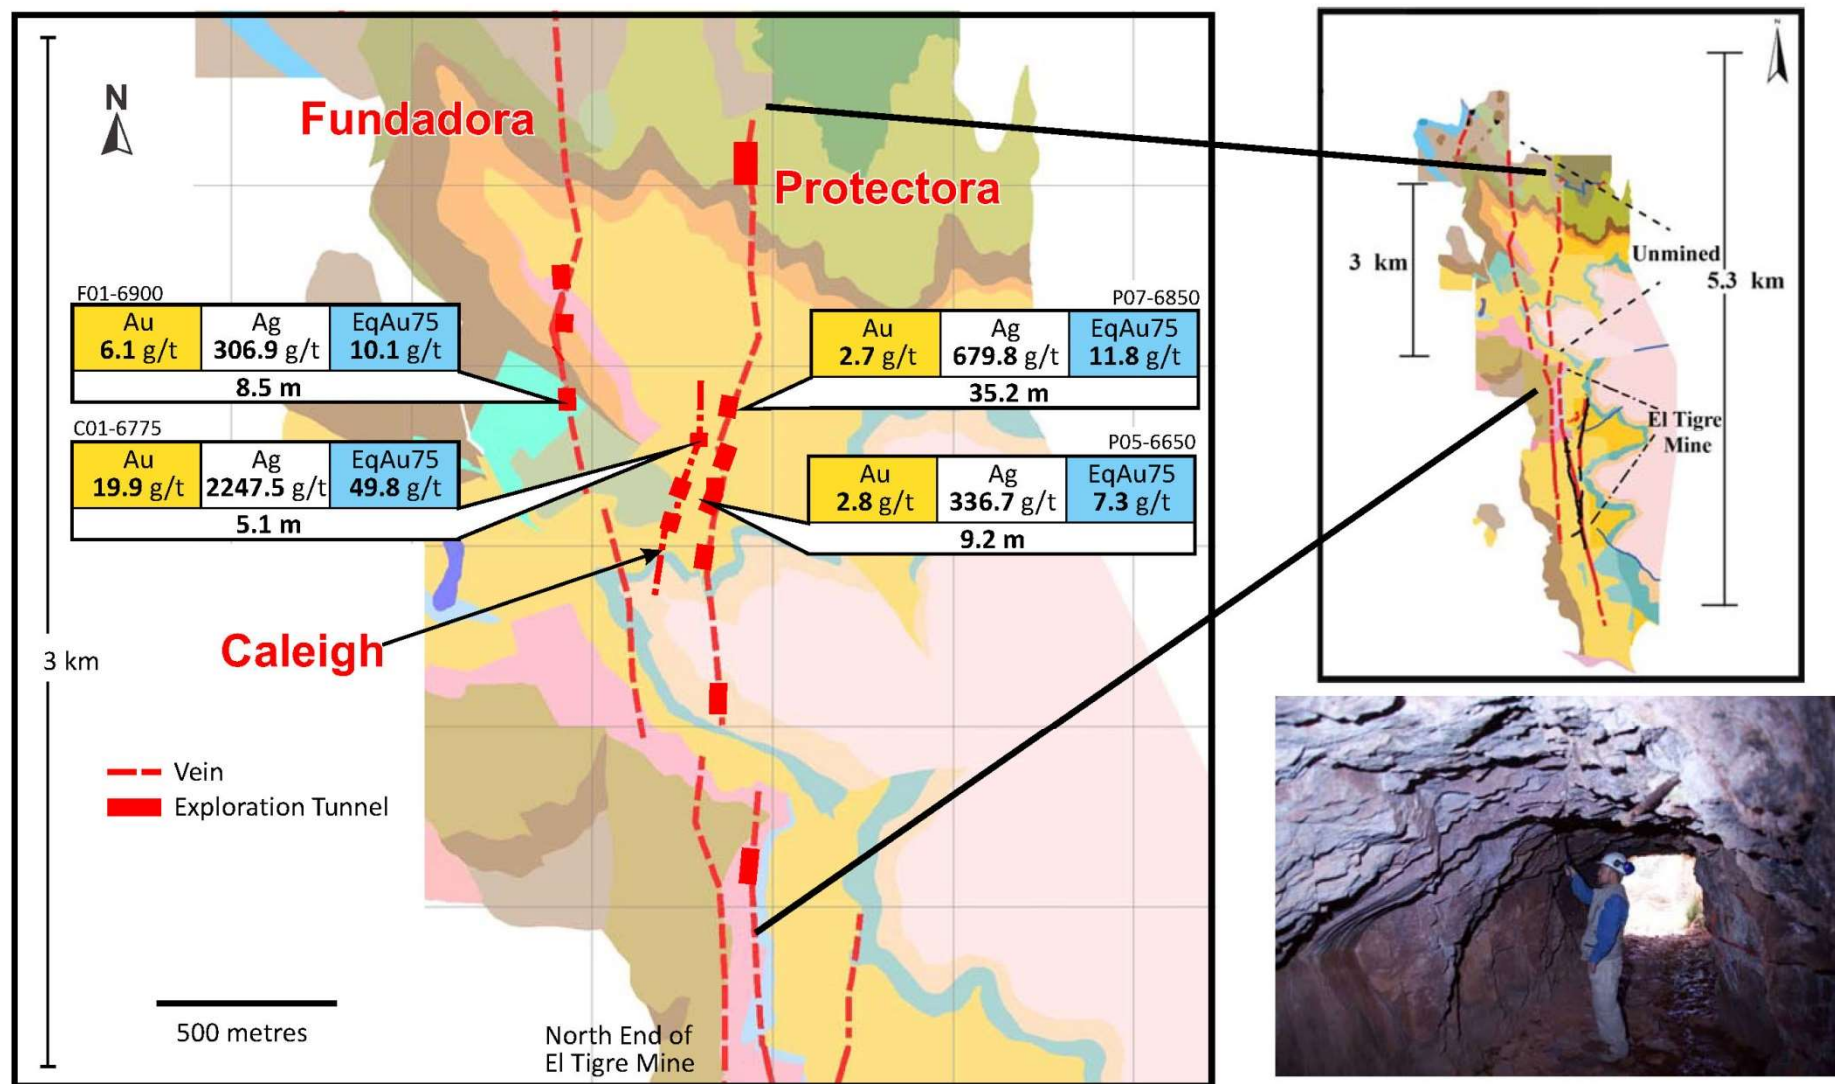 N
Fundadora
Protectora
F01-6900
Au
6.1 g/t
Ag
306.9 g/t
EqAu75
10.1 g/t
8.5 m
P07-6850
Au
2.7 g/t
Ag
679.8 g/t
EqAu75
11.8 g/t
35.2 m
C01-6775
Au
19.9 g/t
Ag
2247.5 g/t
EqAu75
49.8 g/t
5.1 m
P05-6650
Au
2.8 g/t
Ag
336.7 g/t
EqAu75
7.3 g/t
9.2 m
Caleigh
3 km
Vein
Exploration Tunnel
500 metres
North End of
El Tigre Mine
N
3 km
Unmined
5.3 km
El Tigre
Mine